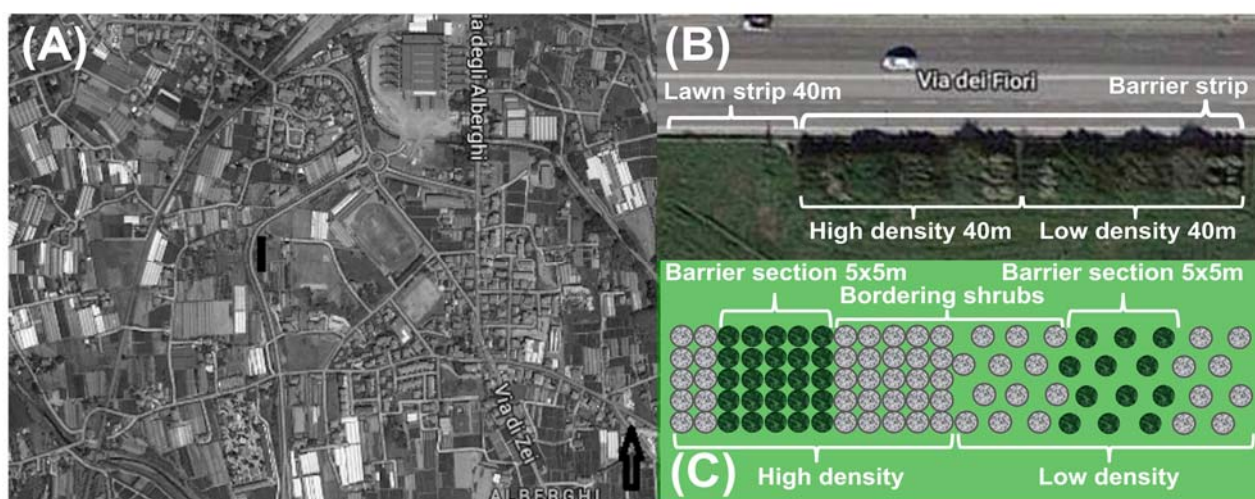 (A)
ia degli Alberghi
Via di Zei
ALBERGHI
(B)
Via dei Fiori
Lawn strip 40m
Barrier strip
High density 40m
Low density 40m
Barrier section 5x5m
Barrier section 5x5m
Bordering shrubs
(C)
High density
Low density